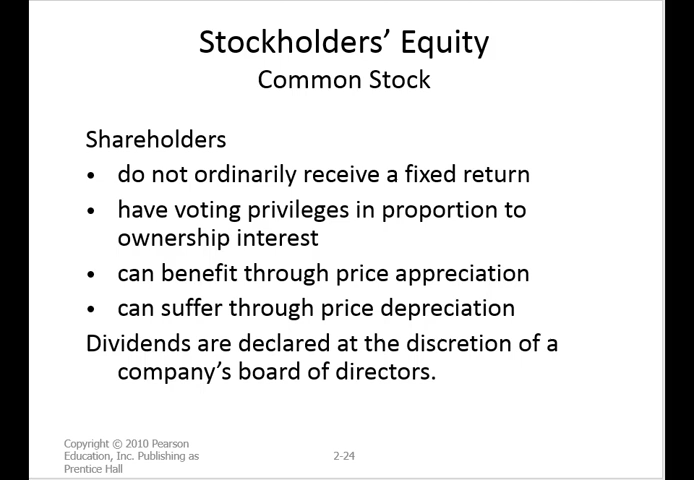 Stockholders’ Equity
Common Stock
Shareholders
• do not ordinarily receive a fixed return
• have voting privileges in proportion to
ownership interest
• can benefit through price appreciation
• can suffer through price depreciation
Dividends are declared at the discretion of a
company’s board of directors.
Copyright © 2010 Pearson
Education, Inc. Publishing as
Prentice Hall
2-24